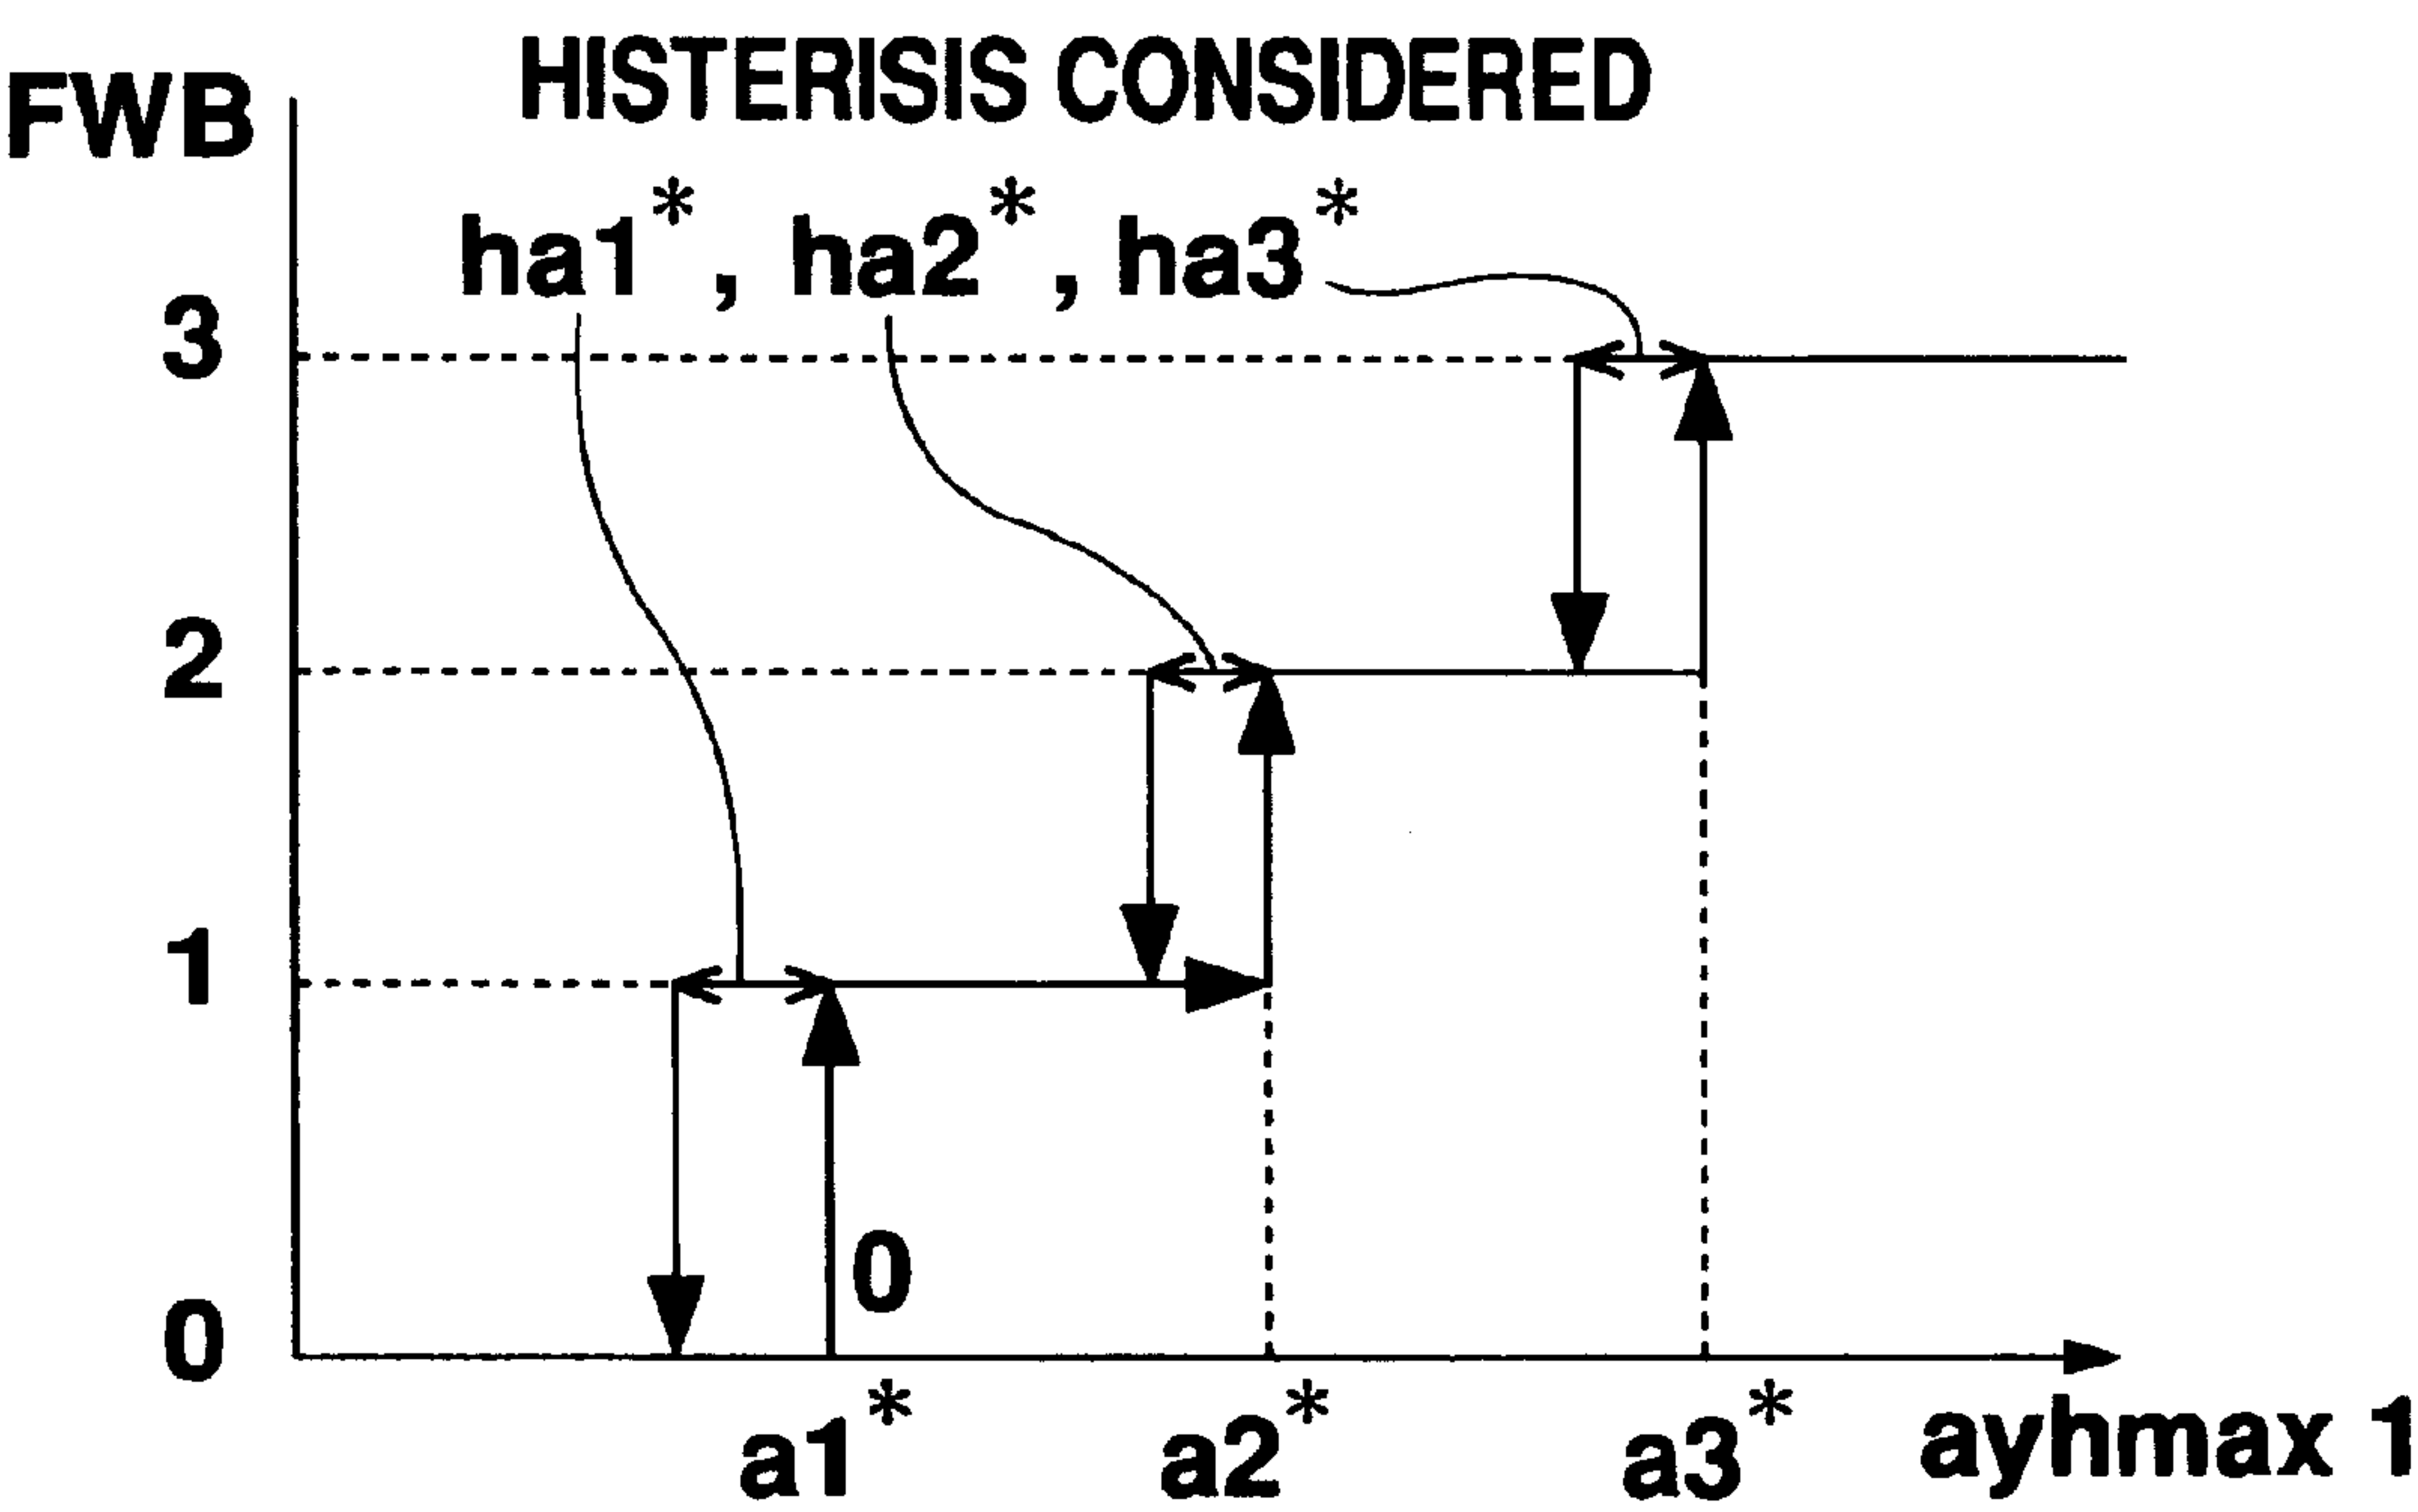 HISTERISIS CONSIDERED
FWB
ha1*, ha2*, ha3*
3
2
1
0
0
a1* a2* a3* ayhmax 1